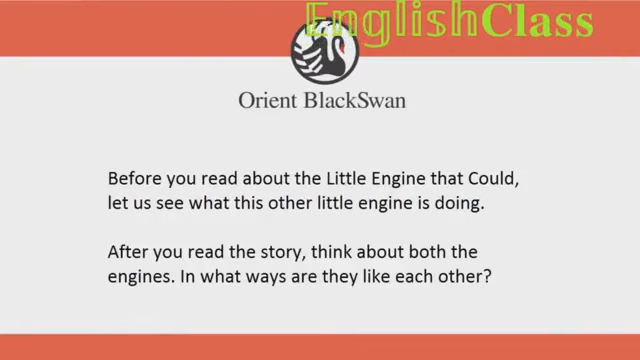 EnglishClass
Orient BlackSwan
Before you read about the Little Engine that Could,
let us see what this other little engine is doing.
After you read the story, think about both the
engines. In what ways are they like each other?